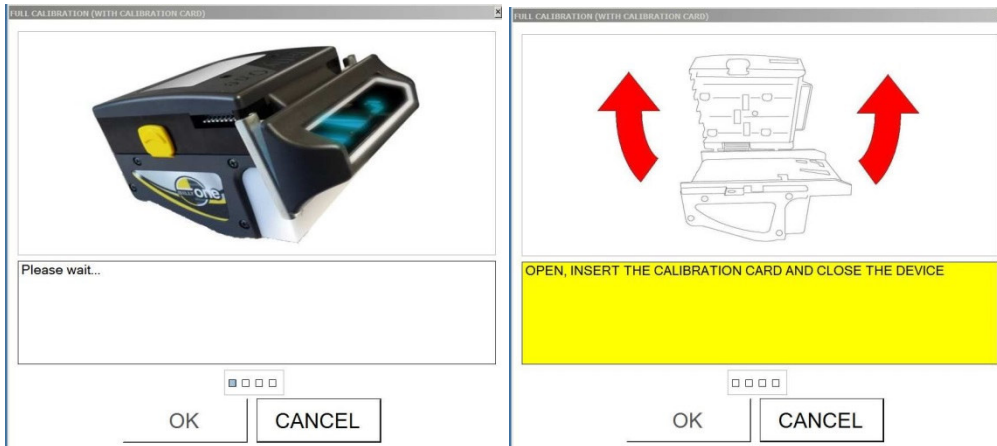 FULL CALIBRATION (WITH CALIBRATION CARD)
Please wait...
OK
CANCEL
FULL CALIBRATION (WITH CALIBRATION CARD)
OPEN, INSERT THE CALIBRATION CARD AND CLOSE THE DEVICE
OK
CANCEL